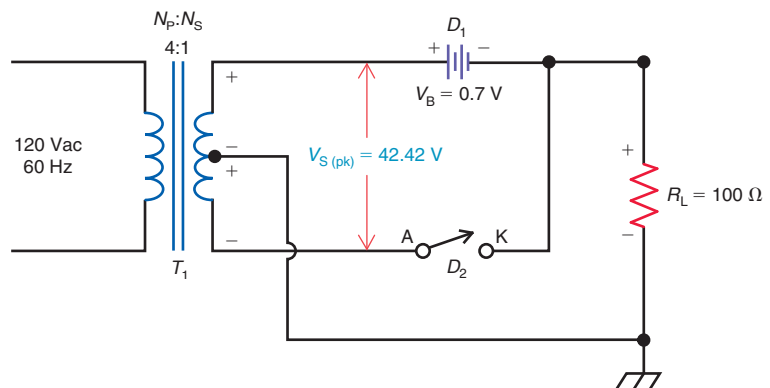 NP:NS
4:1
120 Vac
60 Hz
T1
+
−
+
−
VS (pk) = 42.42 V
D1
+ −
VB = 0.7 V
A K
D2
+
RL = 100 Ω
−